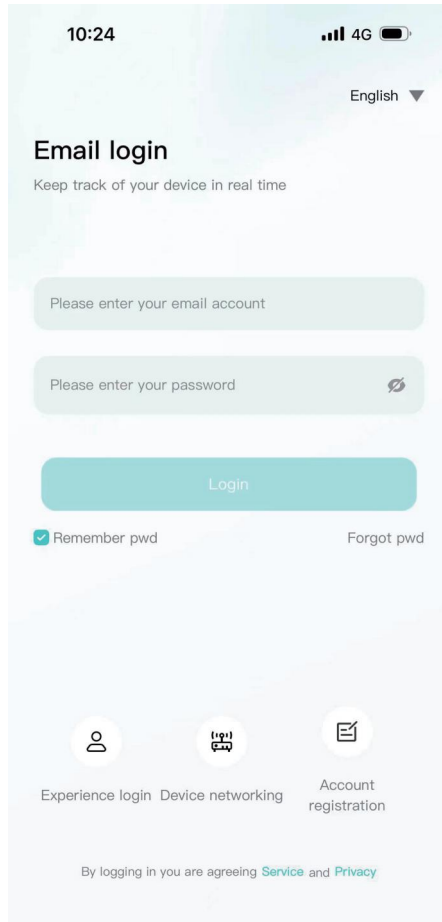 10:24
4G
English
Email login
Keep track of your device in real time
Please enter your email account
Please enter your password
Login
Remember pwd
Forgot pwd
Experience login
Device networking
Account
registration
By logging in you are agreeing Service and Privacy